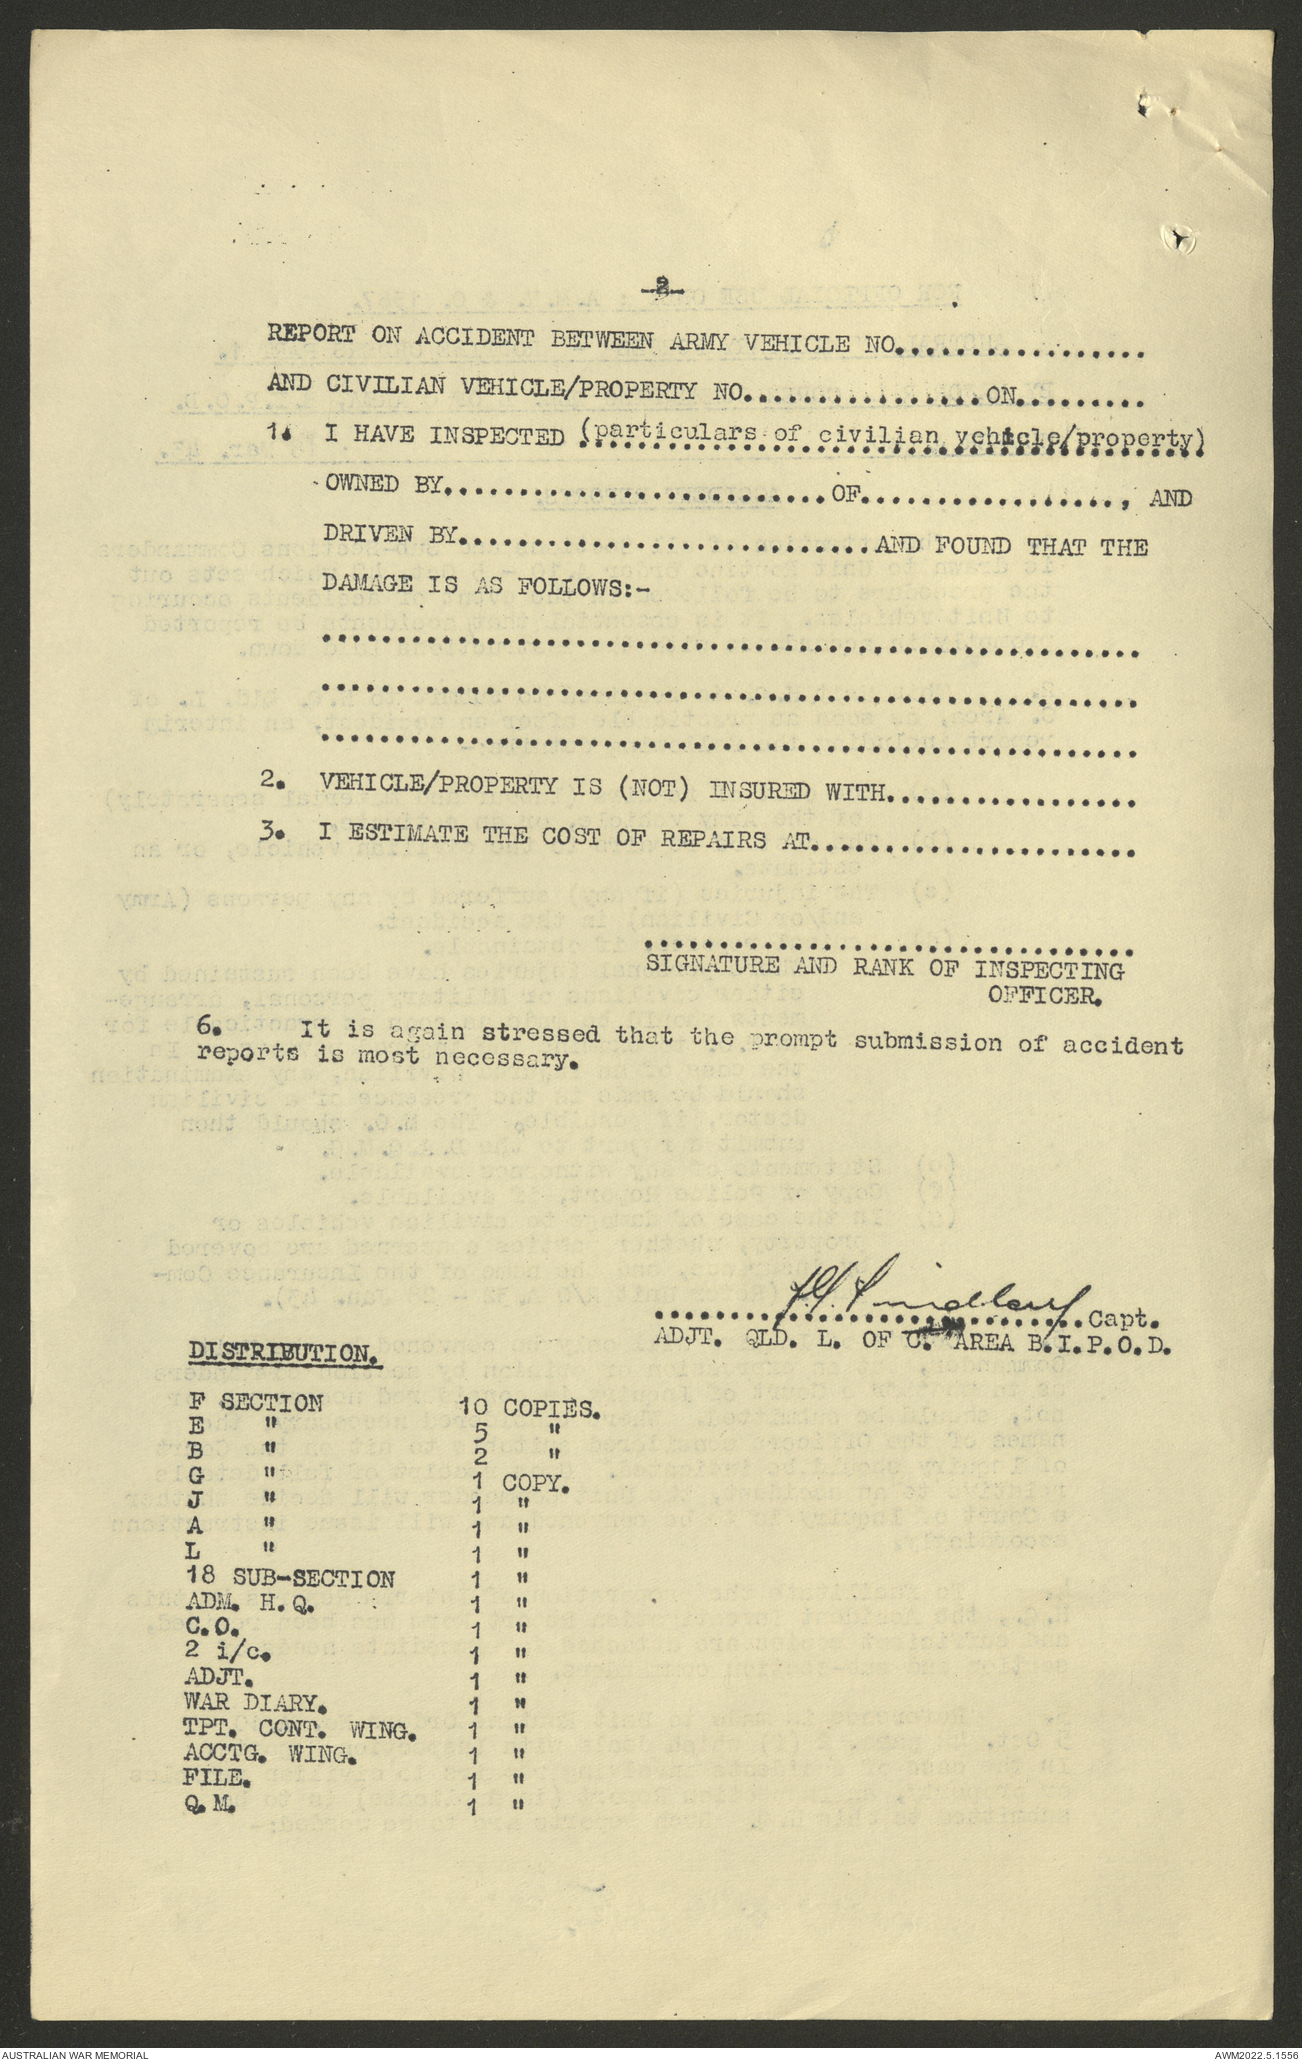 -2-
REPORT ON ACCIDENT BETWEEN ARMY VEHICLE NO.................
AND CIVILIAN VEHICLE/PROPERTY NO................ON.........
1. I HAVE INSPECTED (particulars of civilian vehicle/property)
OWNED BY..........................OF.................., AND
DRIVEN BY............................AND FOUND THAT THE
DAMAGE IS AS FOLLOWS:-
........................................................
........................................................
........................................................
2. VEHICLE/PROPERTY IS (NOT) INSURED WITH.................
3. I ESTIMATE THE COST OF REPAIRS AT......................
.................................
SIGNATURE AND RANK OF INSPECTING
OFFICER.
6. It is again stressed that the prompt submission of accident
reports is most necessary.
.............................Capt.
ADJT. QLD. L. OF C. AREA B.I.P.O.D.
DISTRIBUTION.
F SECTION 10 COPIES.
E " 5 "
B " 2 "
G " 1 COPY.
J " 1 "
A " 1 "
L " 1 "
18 SUB-SECTION 1 "
ADM. H.Q. 1 "
C.O. 1 "
2 i/c. 1 "
ADJT. 1 "
WAR DIARY. 1 "
TPT. CONT. WING. 1 "
ACCTG. WING. 1 "
FILE. 1 "
Q.M. 1 "
AUSTRALIAN WAR MEMORIAL
AWM2022.5.1556